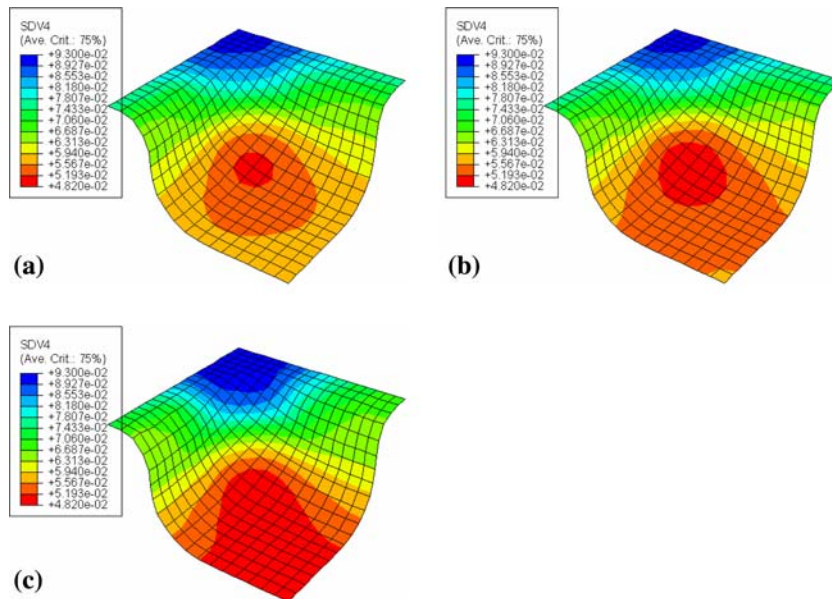 SDV4
(Ave. Crit.: 75%)
+9.300e-02
+8.927e-02
+8.553e-02
+8.180e-02
+7.807e-02
+7.433e-02
+7.060e-02
+6.687e-02
+6.313e-02
+5.940e-02
+5.567e-02
+5.193e-02
+4.820e-02
(a)
SDV4
(Ave. Crit.: 75%)
+9.300e-02
+8.927e-02
+8.553e-02
+8.180e-02
+7.807e-02
+7.433e-02
+7.060e-02
+6.687e-02
+6.313e-02
+5.940e-02
+5.567e-02
+5.193e-02
+4.820e-02
(b)
SDV4
(Ave. Crit.: 75%)
+9.300e-02
+8.927e-02
+8.553e-02
+8.180e-02
+7.807e-02
+7.433e-02
+7.060e-02
+6.687e-02
+6.313e-02
+5.940e-02
+5.567e-02
+5.193e-02
+4.820e-02
(c)